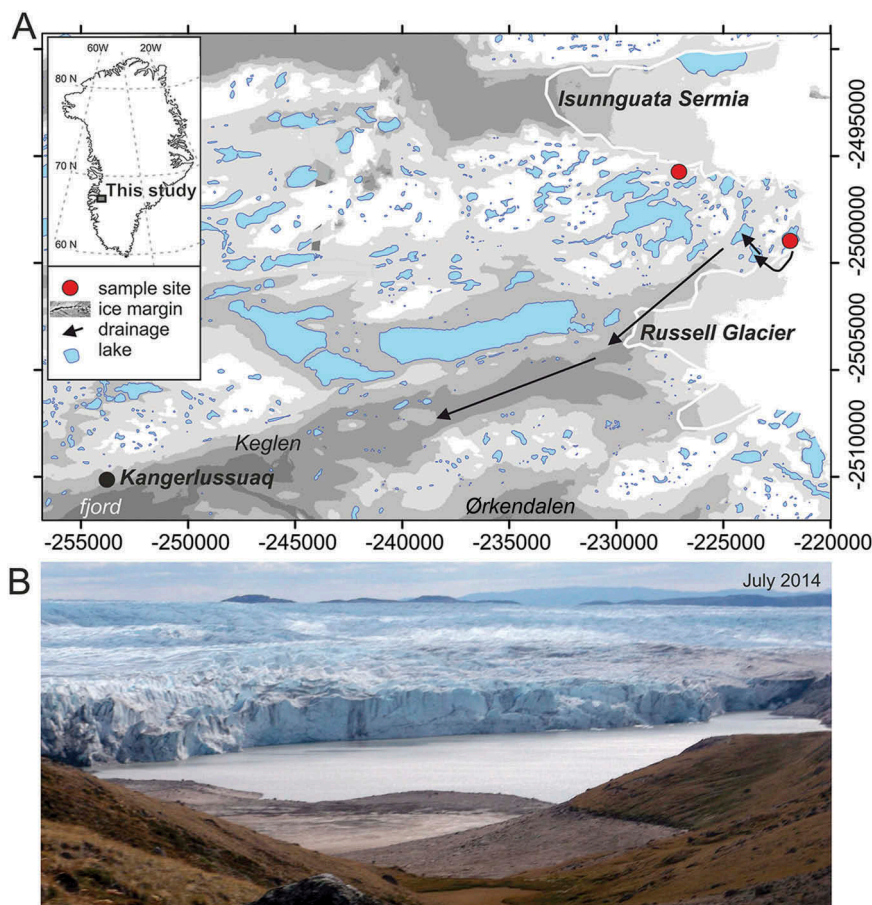 A
60W 20W
80 N
70 N
This study
60 N
sample site
ice margin
drainage
lake
Isunnguata Sermia
Russell Glacier
Keglen
Kangerlussuaq
fjord
Ørkendalen
-2495000
-2500000
-2505000
-2510000
-255000 -250000 -245000 -240000 -235000 -230000 -225000 -220000
B
July 2014